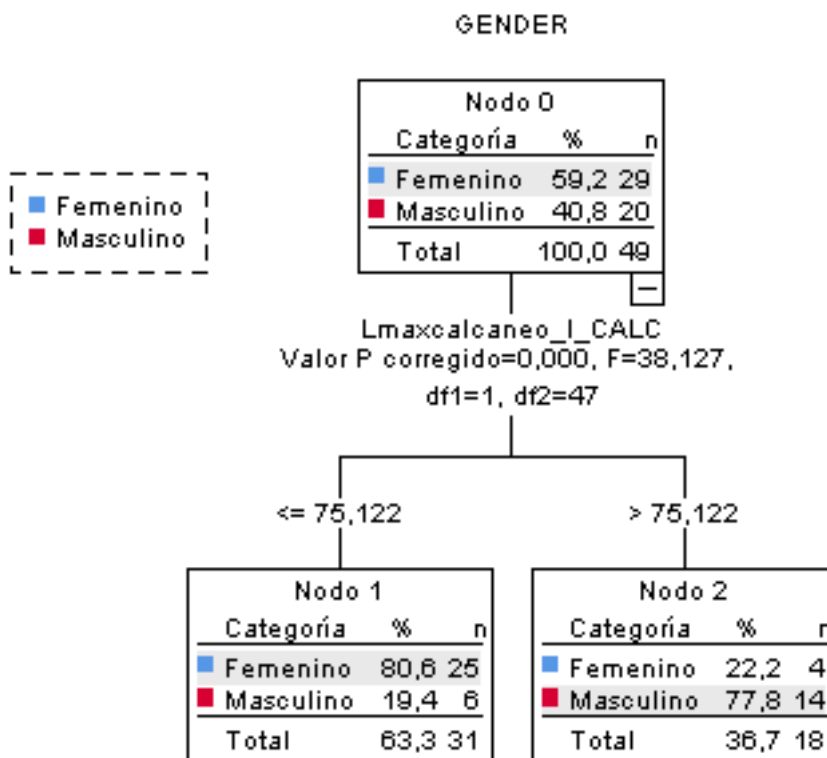 GENDER
Nodo 0
Categoría % n
Femenino 59,2 29
Masculino 40,8 20
Total 100,0 49
Femenino
Masculino
Lmaxcalcaneo_I_CALC
Valor P corregido=0,000, F=38,127,
df1=1, df2=47
<= 75,122
> 75,122
Nodo 1
Categoría % n
Femenino 80,6 25
Masculino 19,4 6
Total 63,3 31
Nodo 2
Categoría % n
Femenino 22,2 4
Masculino 77,8 14
Total 36,7 18